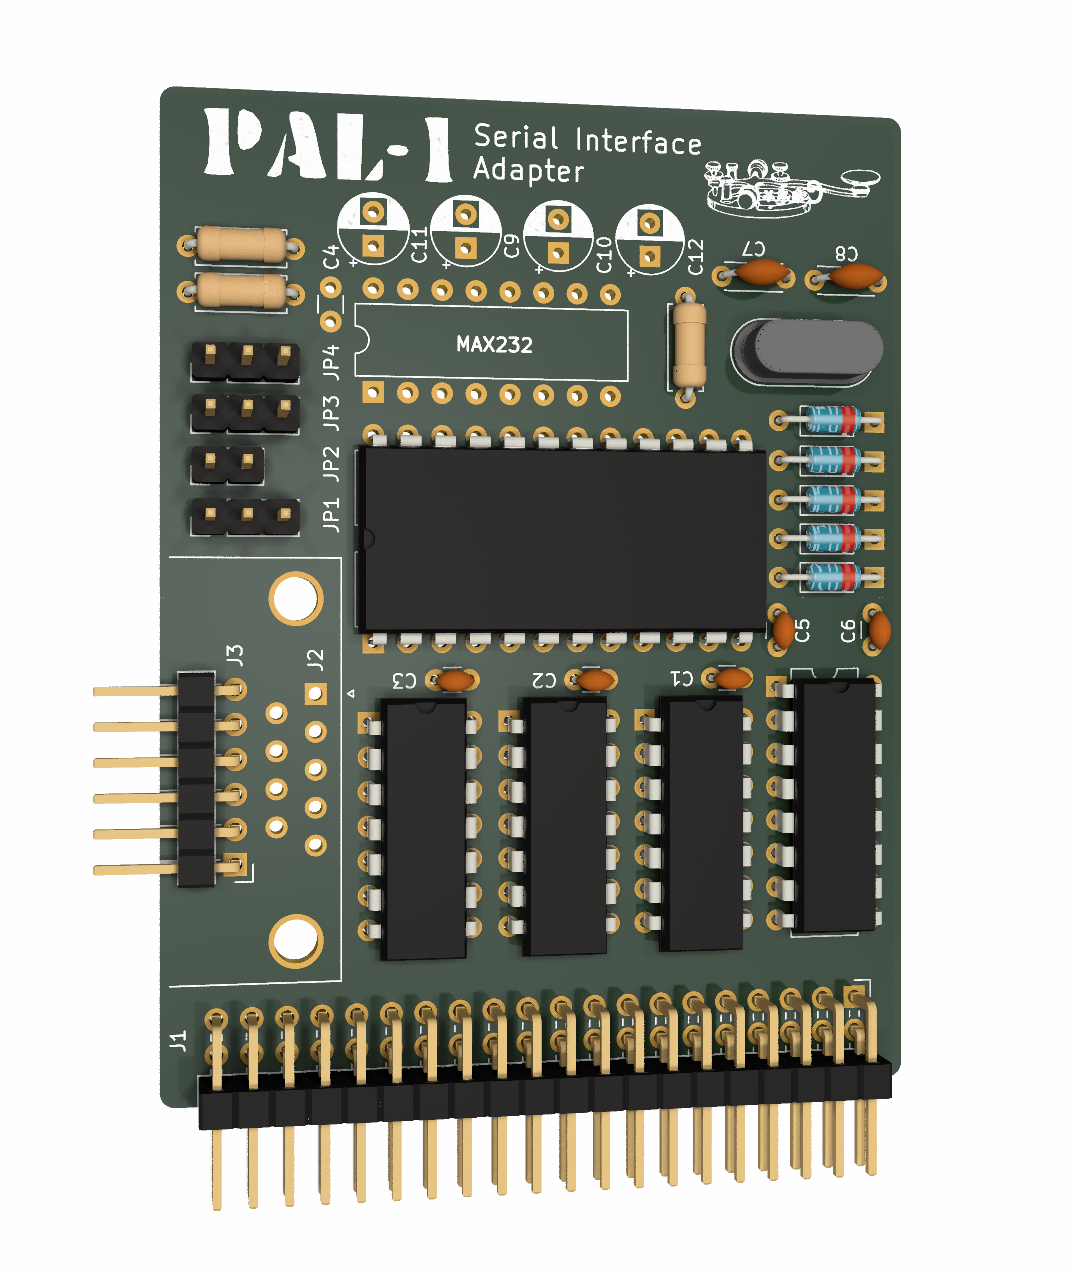 PAL-1
Serial Interface
Adapter
C4
C11
C9
C10
C12
C7
C8
MAX232
JP4
JP3
JP2
JP1
C5
C6
J3
J2
C3
C2
C1
J1